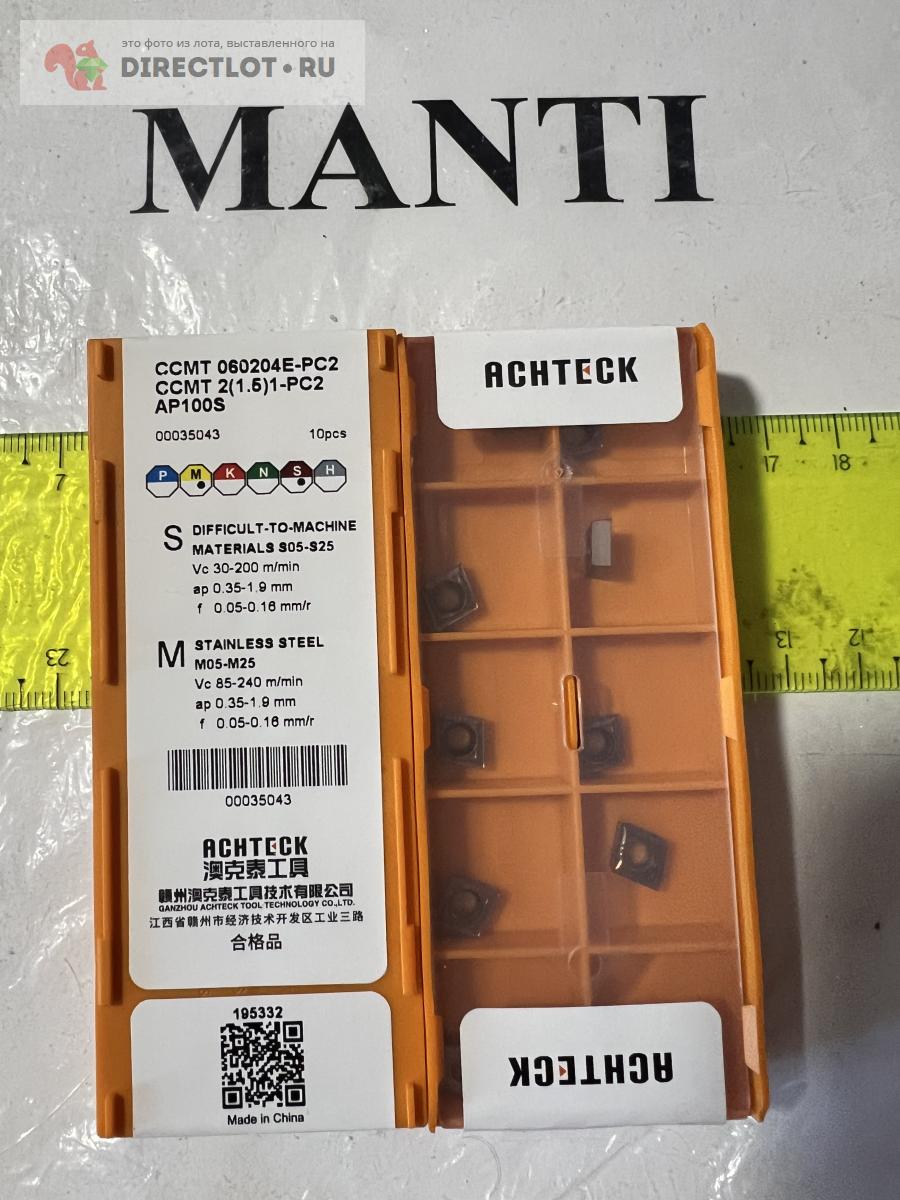 это фото из лота, выставленного на
DIRECTLOT.RU
MANTI
CCMT 060204E-PC2
CCMT 2(1.5)1-PC2
AP100S
00035043 10pcs
P M K N S H
S DIFFICULT-TO-MACHINE
MATERIALS S05-S25
Vc 30-200 m/min
ap 0.35-1.9 mm
f 0.05-0.16 mm/r
M STAINLESS STEEL
M05-M25
Vc 85-240 m/min
ap 0.35-1.9 mm
f 0.05-0.16 mm/r
00035043
ACHTECK
澳克泰工具
赣州澳克泰工具技术有限公司
GANZHOU ACHTECK TOOL TECHNOLOGY CO.,LTD.
江西省赣州市经济技术开发区工业三路
合格品
195332
Made in China
ACHTECK
ACHTECK
7
23
17 18
13 12